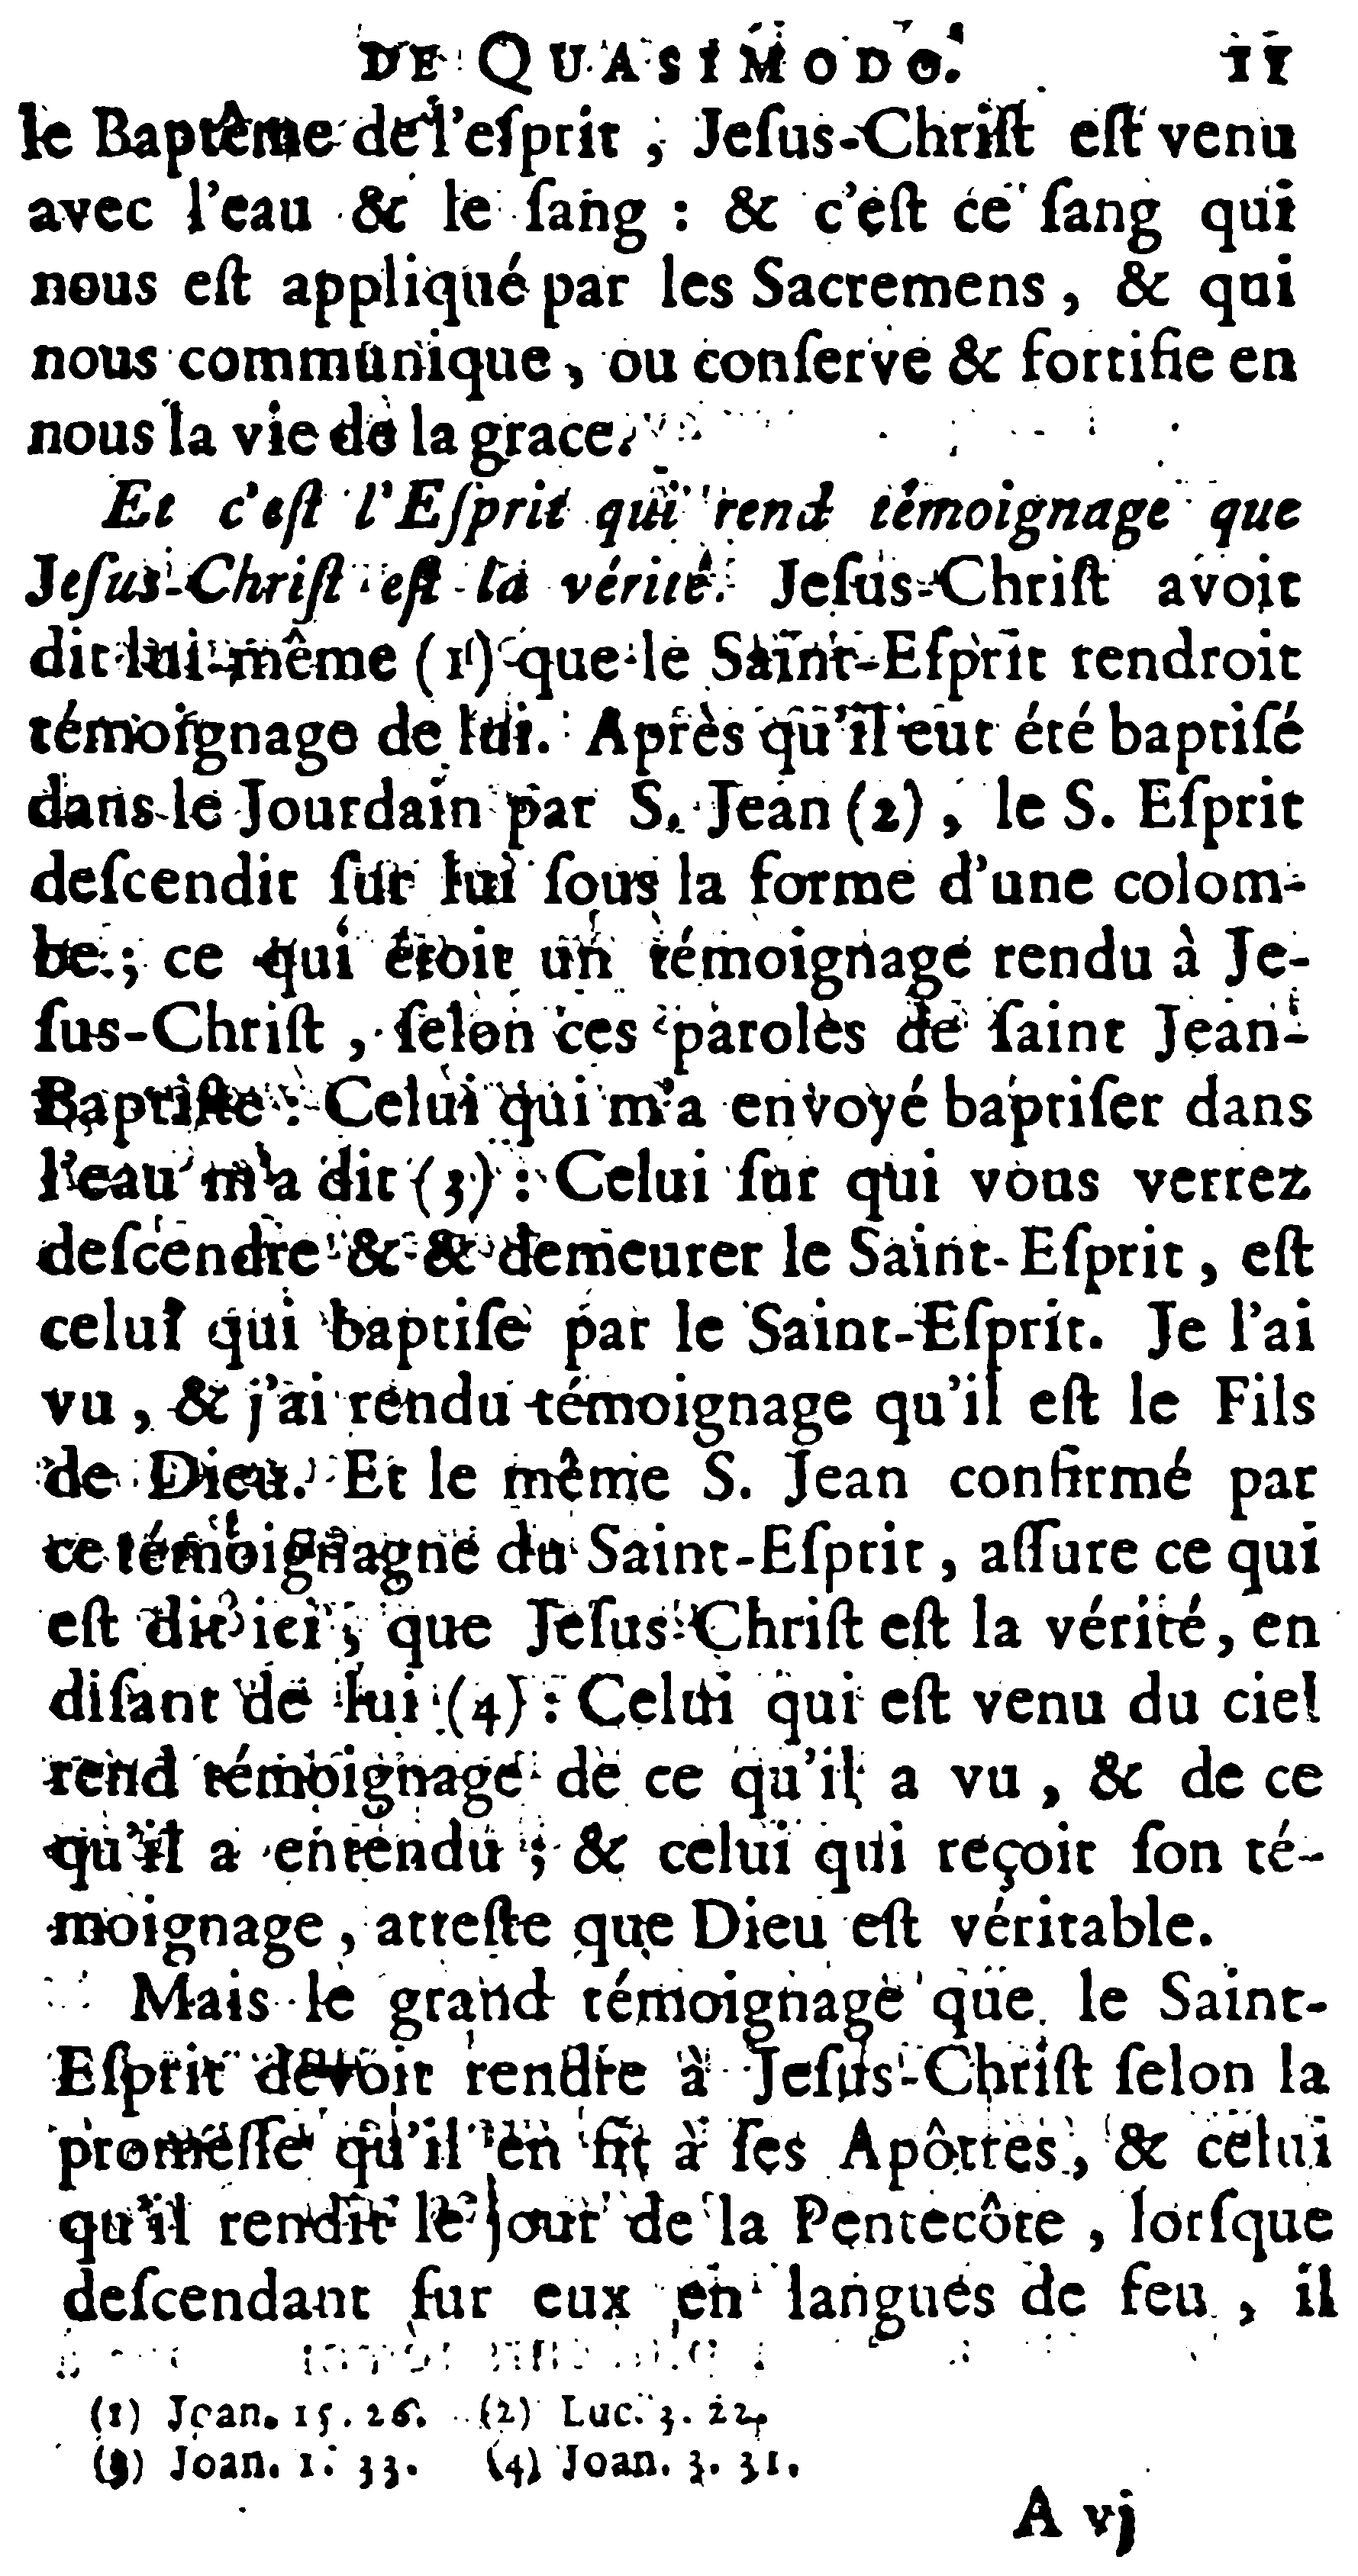 DE QUASIMODO. 11
le Baptême de l'eſprit, Jeſus-Chriſt eſt venu
avec l'eau & le ſang : & c'eſt ce ſang qui
nous eſt appliqué par les Sacremens, & qui
nous communique, ou conſerve & fortifie en
nous la vie de la grace.
Et c'eſt l'Eſprit qui rend témoignage que
Jeſus-Chriſt eſt la vérité. Jeſus-Chriſt avoit
dit lui-même (1) que le Saint-Eſprit rendroit
témoignage de lui. Après qu'il eut été baptiſé
dans le Jourdain par S. Jean (2), le S. Eſprit
deſcendit ſur lui ſous la forme d'une colom-
be ; ce qui étoit un témoignage rendu à Je-
ſus-Chriſt, ſelon ces paroles de ſaint Jean-
Baptiſte : Celui qui m'a envoyé baptiſer dans
l'eau m'a dit (3) : Celui ſur qui vous verrez
deſcendre & & demeurer le Saint-Eſprit, eſt
celui qui baptiſe par le Saint-Eſprit. Je l'ai
vu, & j'ai rendu témoignage qu'il eſt le Fils
de Dieu. Et le même S. Jean confirmé par
ce témoignagne du Saint-Eſprit, aſſure ce qui
eſt dit ici, que Jeſus-Chriſt eſt la vérité, en
diſant de lui (4) : Celui qui eſt venu du ciel
rend témoignage de ce qu'il a vu, & de ce
qu'il a entendu ; & celui qui reçoit ſon té-
moignage, atteſte que Dieu eſt véritable.
Mais le grand témoignage que le Saint-
Eſprit devoit rendre à Jeſus-Chriſt ſelon la
promeſſe qu'il en fit à ſes Apôtres, & celui
qu'il rendit le jour de la Pentecôte, lorſque
deſcendant ſur eux en langues de feu, il
(1) Joan. 15. 26. (2) Luc. 3. 22.
(3) Joan. 1. 33. (4) Joan. 3. 31.
A vj